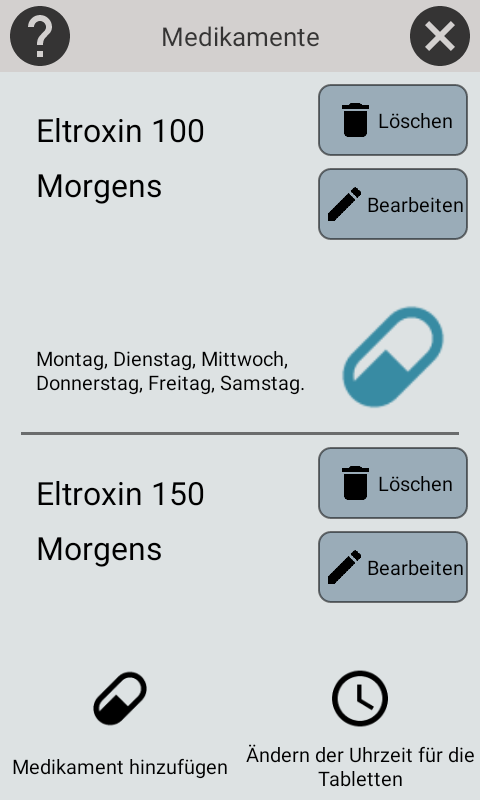 Medikamente
Eltroxin 100
Löschen
Morgens
Bearbeiten
Montag, Dienstag, Mittwoch,
Donnerstag, Freitag, Samstag.
Eltroxin 150
Löschen
Morgens
Bearbeiten
Medikament hinzufügen
Ändern der Uhrzeit für die
Tabletten